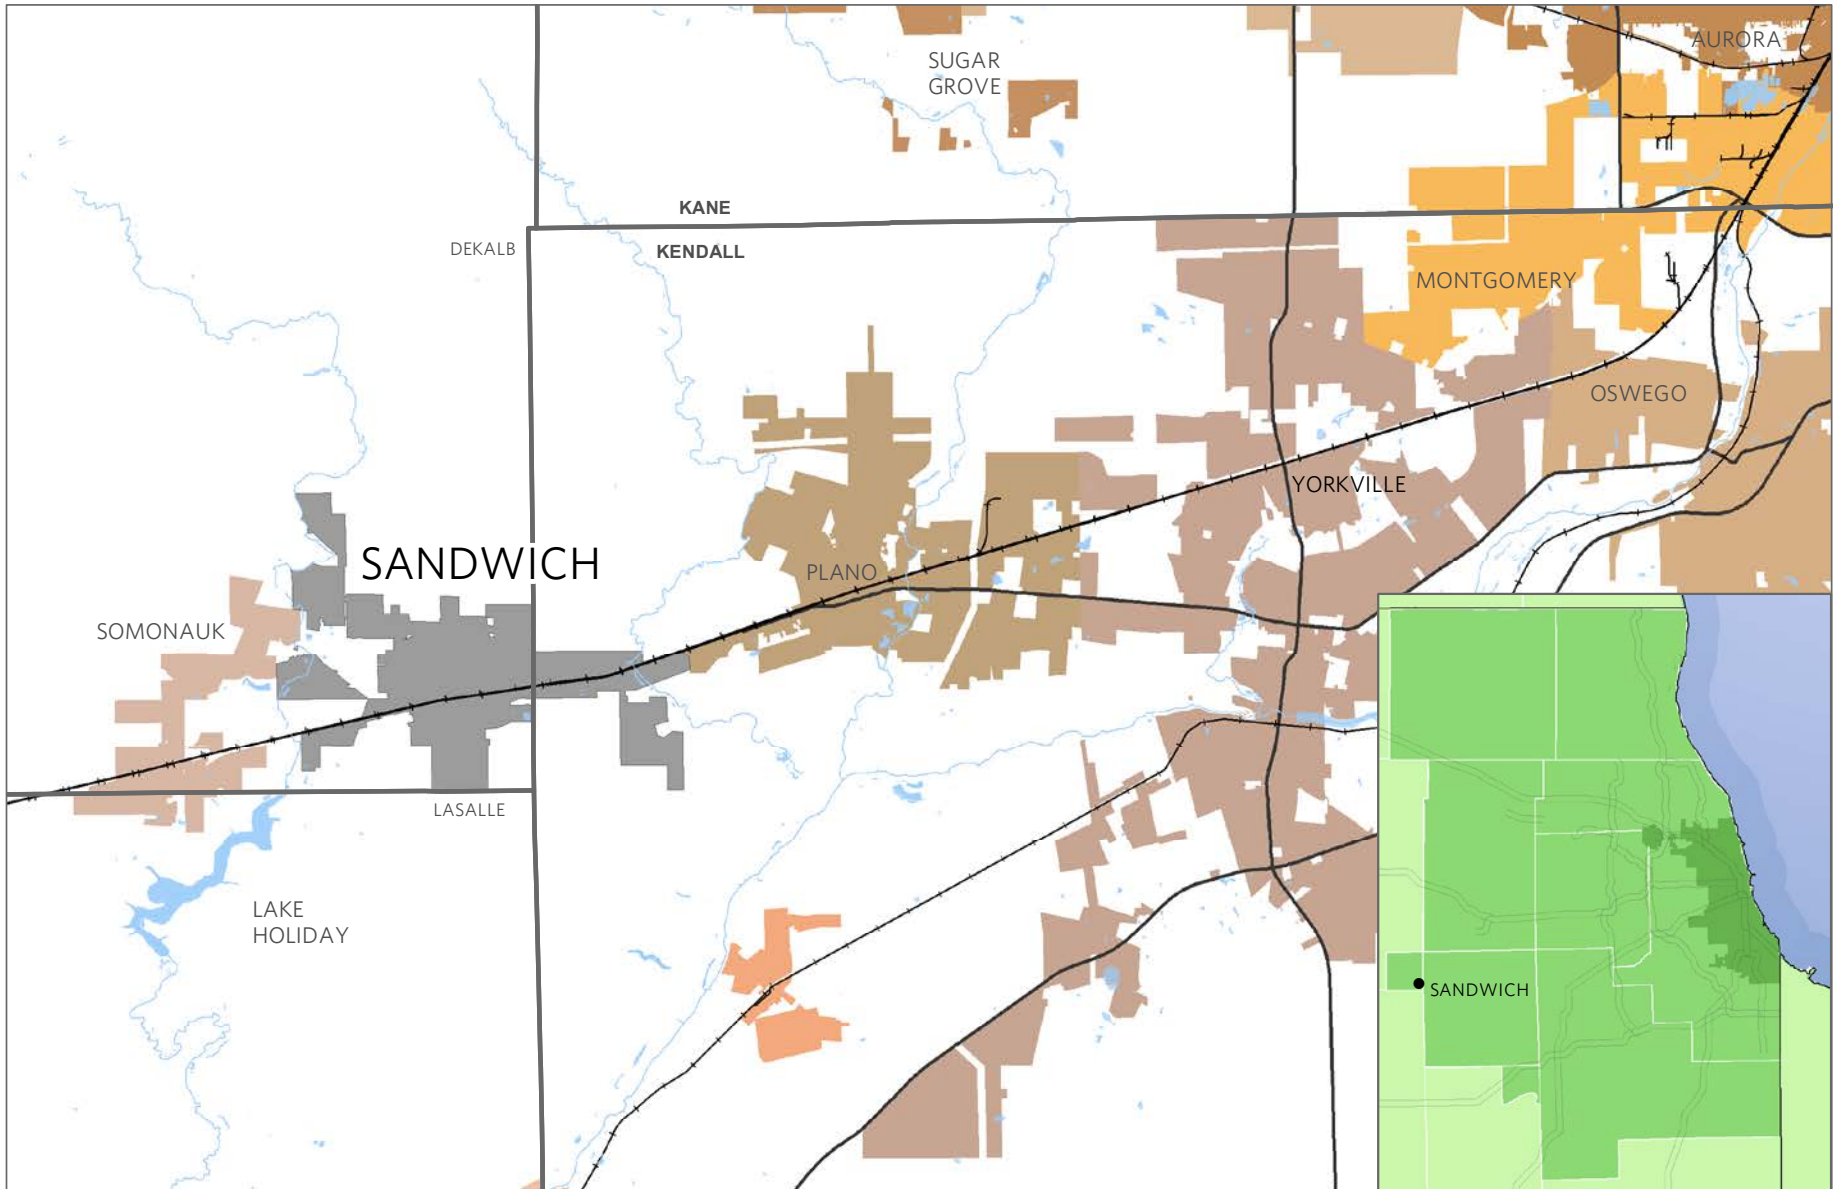 AURORA
SUGAR
GROVE
KANE
DEKALB
KENDALL
MONTGOMERY
OSWEGO
YORKVILLE
SANDWICH
PLANO
SOMONAUK
LASALLE
LAKE
HOLIDAY
SANDWICH